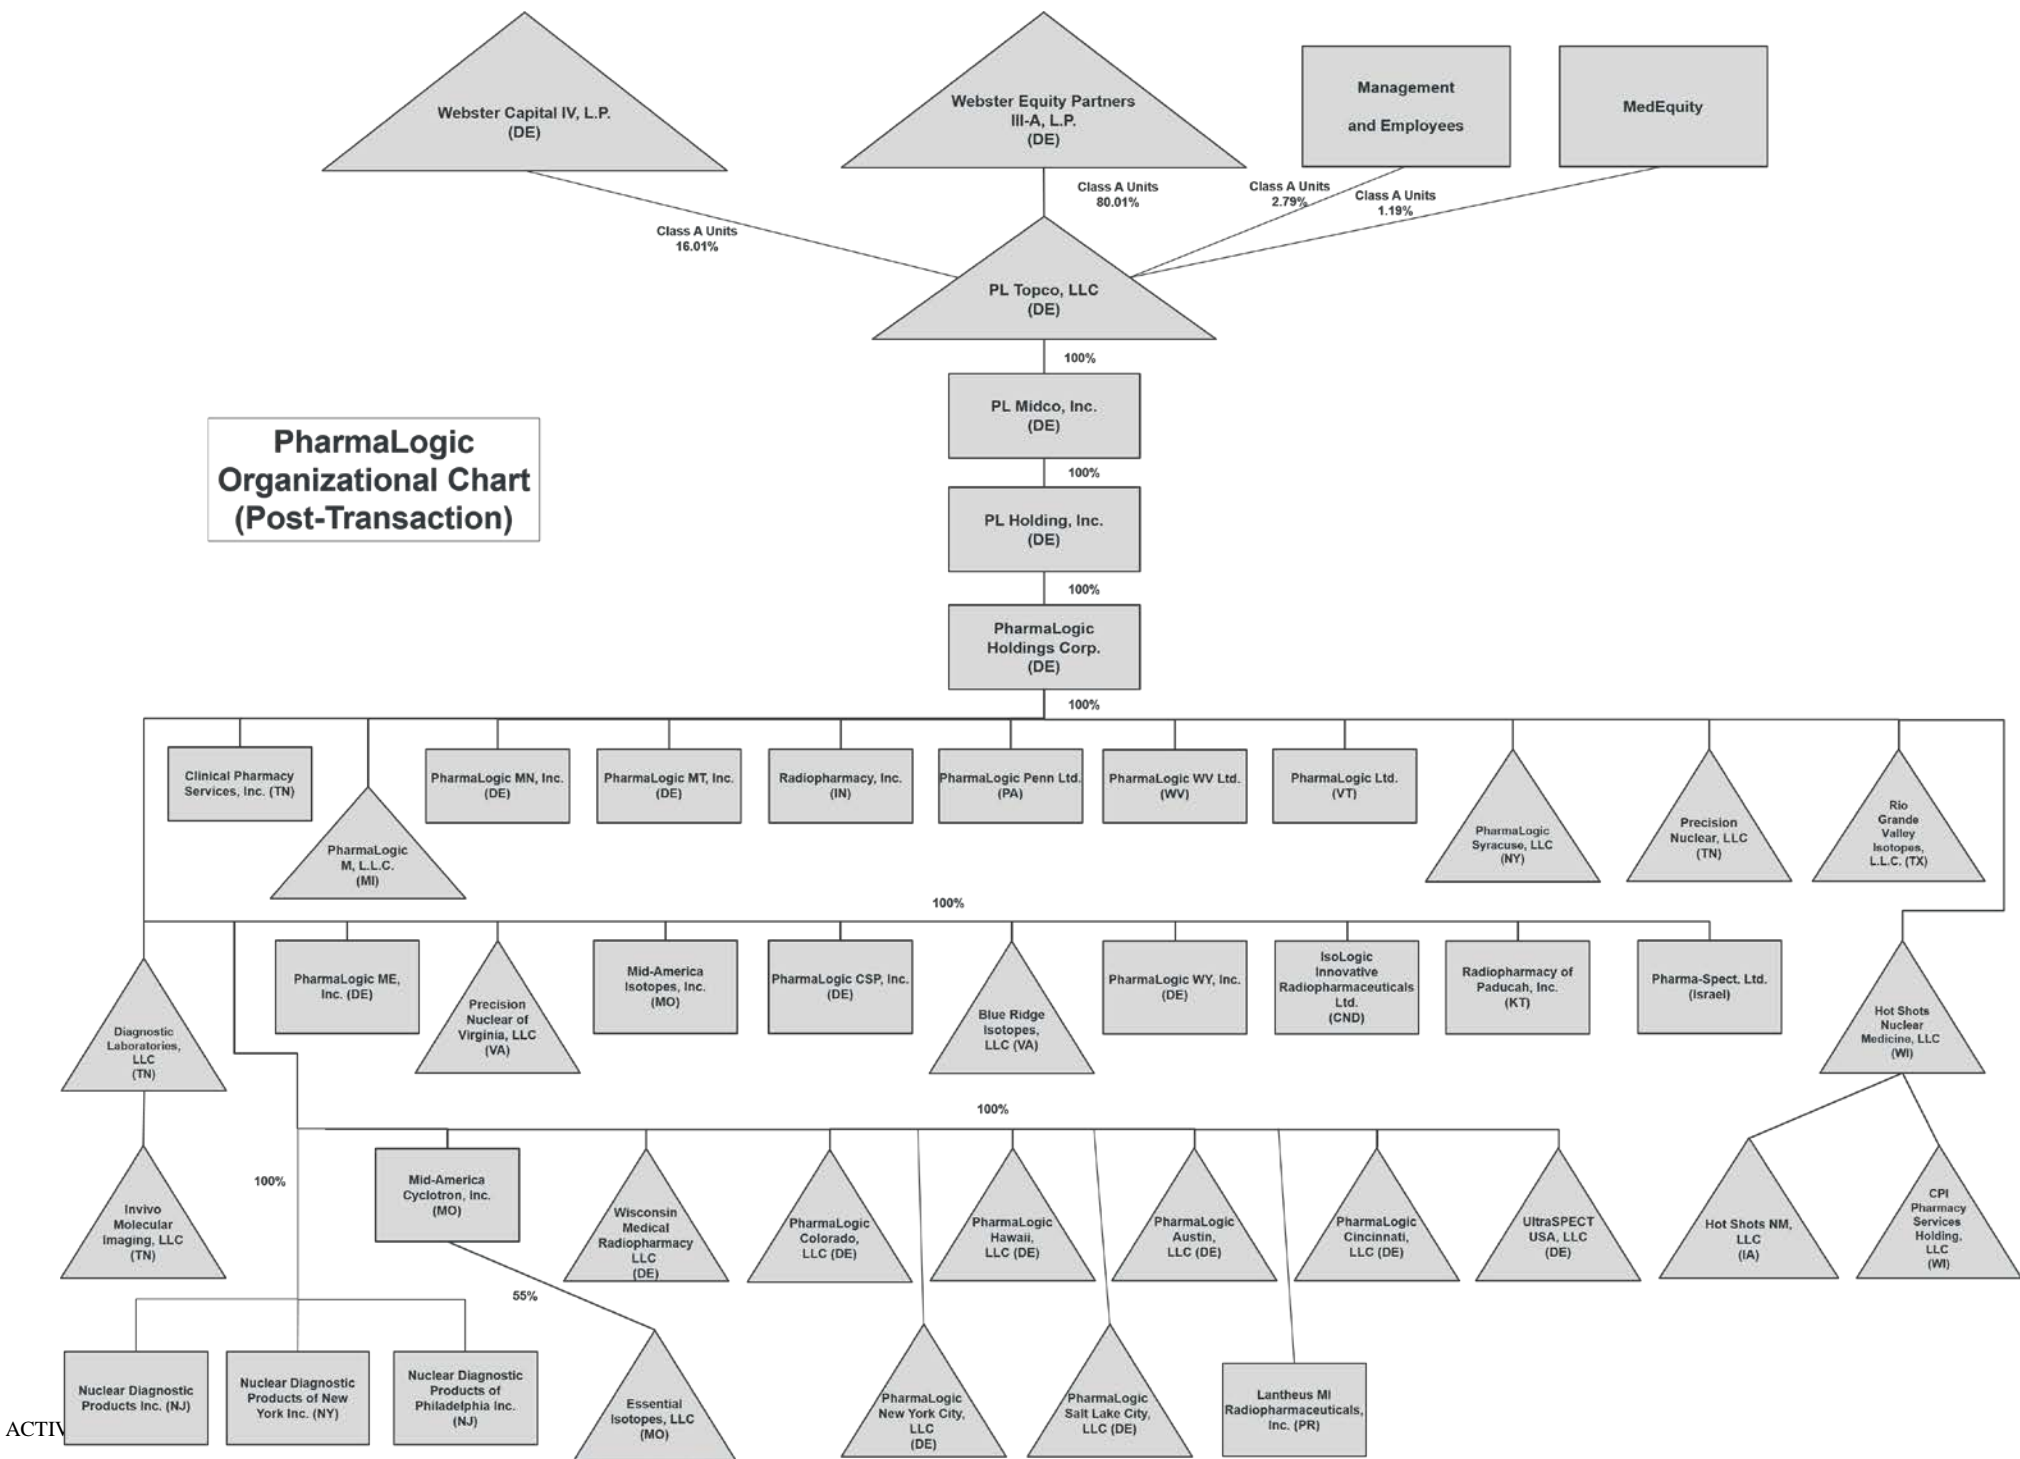 Webster Capital IV, L.P.
(DE)
Webster Equity Partners
III-A, L.P.
(DE)
Management
and Employees
MedEquity
Class A Units
16.01%
Class A Units
80.01%
Class A Units
2.79%
Class A Units
1.19%
PL Topco, LLC
(DE)
100%
PL Midco, Inc.
(DE)
100%
PharmaLogic
Organizational Chart
(Post-Transaction)
PL Holding, Inc.
(DE)
100%
PharmaLogic
Holdings Corp.
(DE)
100%
Clinical Pharmacy
Services, Inc. (TN)
PharmaLogic
M, L.L.C.
(MI)
PharmaLogic MN, Inc.
(DE)
PharmaLogic MT, Inc.
(DE)
Radiopharmacy, Inc.
(IN)
PharmaLogic Penn Ltd.
(PA)
PharmaLogic WV Ltd.
(WV)
PharmaLogic Ltd.
(VT)
PharmaLogic
Syracuse, LLC
(NY)
Precision
Nuclear, LLC
(TN)
Rio
Grande
Valley
Isotopes,
L.L.C. (TX)
100%
Diagnostic
Laboratories,
LLC
(TN)
PharmaLogic ME,
Inc. (DE)
Precision
Nuclear of
Virginia, LLC
(VA)
Mid-America
Isotopes, Inc.
(MO)
PharmaLogic CSP, Inc.
(DE)
Blue Ridge
Isotopes,
LLC (VA)
PharmaLogic WY, Inc.
(DE)
IsoLogic
Innovative
Radiopharmaceuticals
Ltd.
(CND)
Radiopharmacy of
Paducah, Inc.
(KT)
Pharma-Spect, Ltd.
(Israel)
Hot Shots
Nuclear
Medicine, LLC
(WI)
100%
100%
Invivo
Molecular
Imaging, LLC
(TN)
Mid-America
Cyclotron, Inc.
(MO)
Wisconsin
Medical
Radiopharmacy
LLC
(DE)
PharmaLogic
Colorado,
LLC (DE)
PharmaLogic
Hawaii,
LLC (DE)
PharmaLogic
Austin,
LLC (DE)
PharmaLogic
Cincinnati,
LLC (DE)
UltraSPECT
USA, LLC
(DE)
Hot Shots NM,
LLC
(IA)
CPI
Pharmacy
Services
Holding,
LLC
(WI)
55%
Nuclear Diagnostic
Products Inc. (NJ)
Nuclear Diagnostic
Products of New
York Inc. (NY)
Nuclear Diagnostic
Products of
Philadelphia Inc.
(NJ)
Essential
Isotopes, LLC
(MO)
PharmaLogic
New York City,
LLC
(DE)
PharmaLogic
Salt Lake City,
LLC (DE)
Lantheus MI
Radiopharmaceuticals,
Inc. (PR)